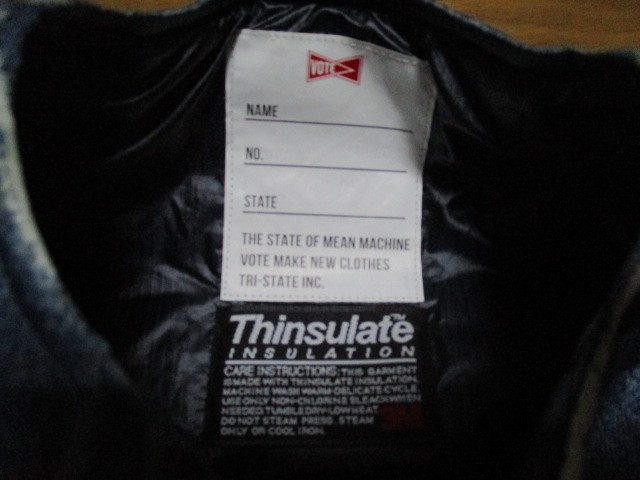 VOTE
NAME
NO.
STATE
THE STATE OF MEAN MACHINE
VOTE MAKE NEW CLOTHES
TRI-STATE INC.
Thinsulate™
INSULATION
CARE INSTRUCTIONS: THIS GARMENT
IS MADE WITH THINSULATE INSULATION.
MACHINE WASH WARM-DELICATE CYCLE.
USE ONLY NON-CHLORINE BLEACH WHEN
NEEDED TUMBLE DRY-LOW HEAT.
DO NOT STEAM PRESS. STEAM
ONLY OR COOL IRON.